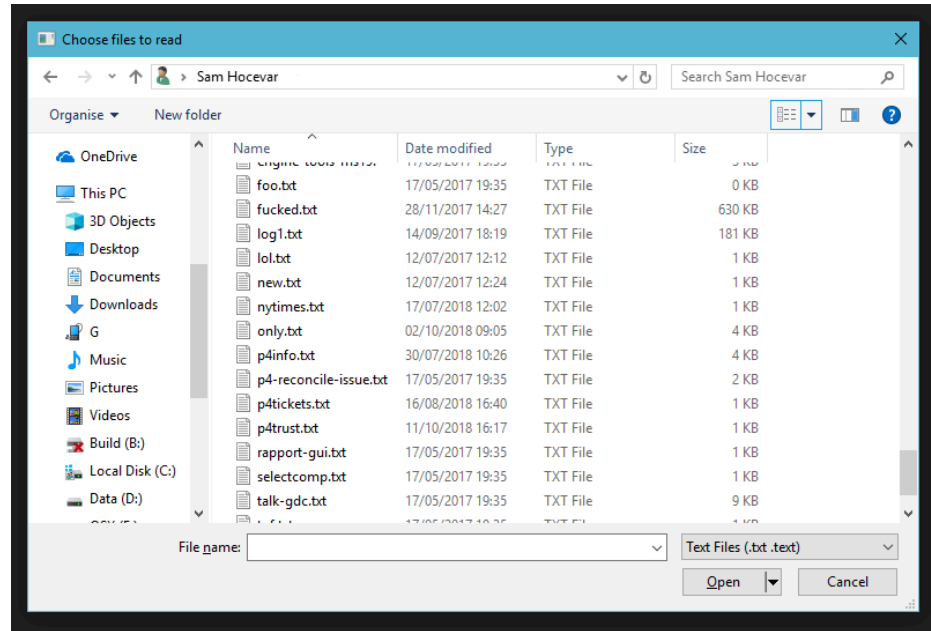 Choose files to read
Sam Hocevar
Search Sam Hocevar
Organise
New folder
OneDrive
This PC
3D Objects
Desktop
Documents
Downloads
G
Music
Pictures
Videos
Build (B:)
Local Disk (C:)
Data (D:)
Name Date modified Type Size
foo.txt 17/05/2017 19:35 TXT File 0 KB
fucked.txt 28/11/2017 14:27 TXT File 630 KB
log1.txt 14/09/2017 18:19 TXT File 181 KB
lol.txt 12/07/2017 12:12 TXT File 1 KB
new.txt 12/07/2017 12:24 TXT File 1 KB
nytimes.txt 17/07/2018 12:02 TXT File 1 KB
only.txt 02/10/2018 09:05 TXT File 4 KB
p4info.txt 30/07/2018 10:26 TXT File 4 KB
p4-reconcile-issue.txt 17/05/2017 19:35 TXT File 2 KB
p4tickets.txt 16/08/2018 16:40 TXT File 1 KB
p4trust.txt 11/10/2018 16:17 TXT File 1 KB
rapport-gui.txt 17/05/2017 19:35 TXT File 1 KB
selectcomp.txt 17/05/2017 19:35 TXT File 1 KB
talk-gdc.txt 17/05/2017 19:35 TXT File 9 KB
File name:
Text Files (.txt .text)
Open
Cancel